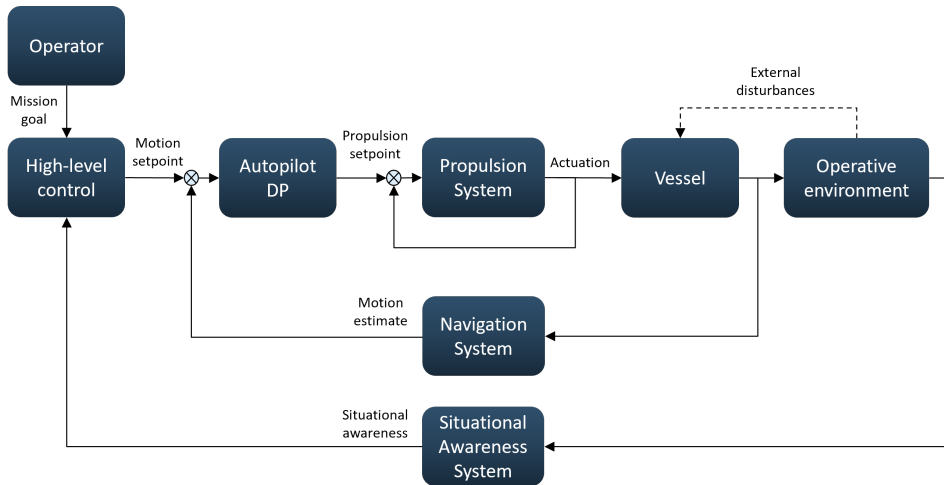 Operator
Mission
goal
External
disturbances
High-level
control
Motion
setpoint
Autopilot
DP
Propulsion
setpoint
Propulsion
System
Actuation
Vessel
Operative
environment
Motion
estimate
Navigation
System
Situational
awareness
Situational
Awareness
System